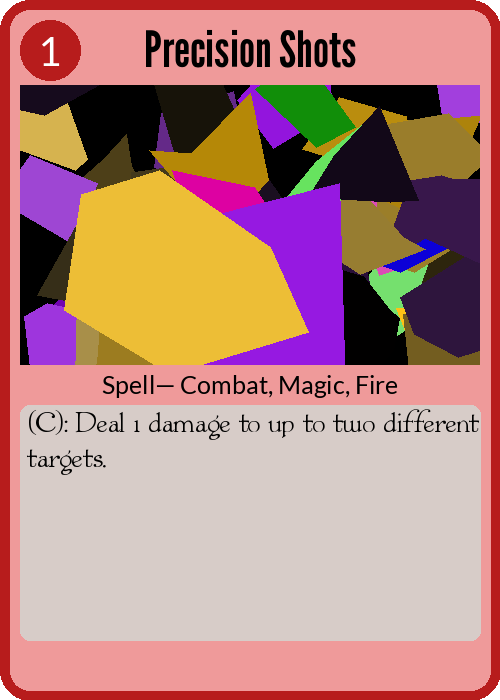 1
Precision Shots
Spell— Combat, Magic, Fire
(C): Deal 1 damage to up to two different
targets.